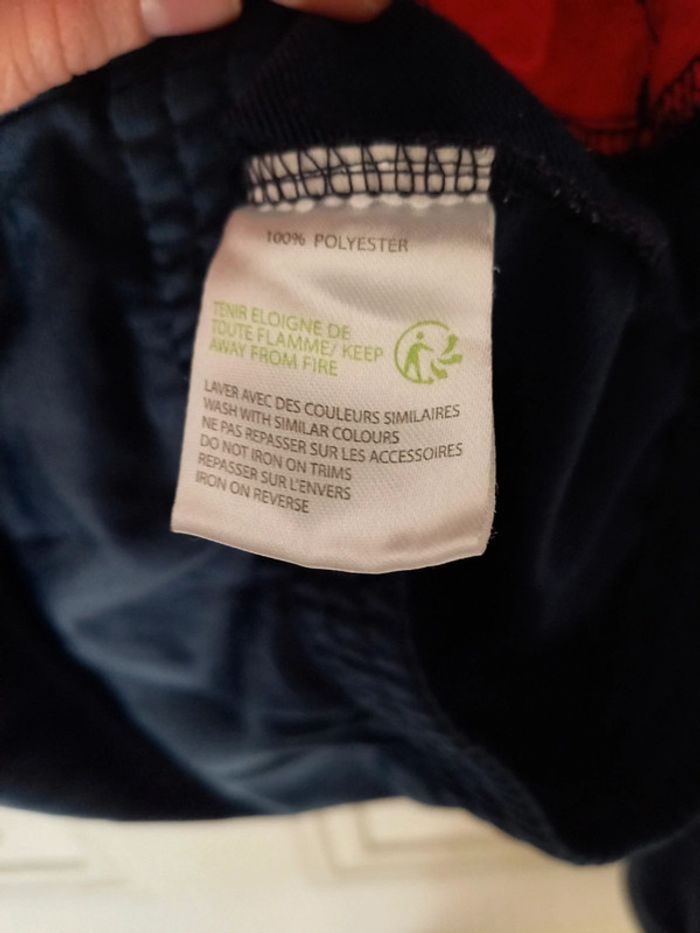 100% POLYESTER
TENIR ELOIGNE DE
TOUTE FLAMME/ KEEP
AWAY FROM FIRE
LAVER AVEC DES COULEURS SIMILAIRES
WASH WITH SIMILAR COLOURS
NE PAS REPASSER SUR LES ACCESSOIRES
DO NOT IRON ON TRIMS
REPASSER SUR L'ENVERS
IRON ON REVERSE